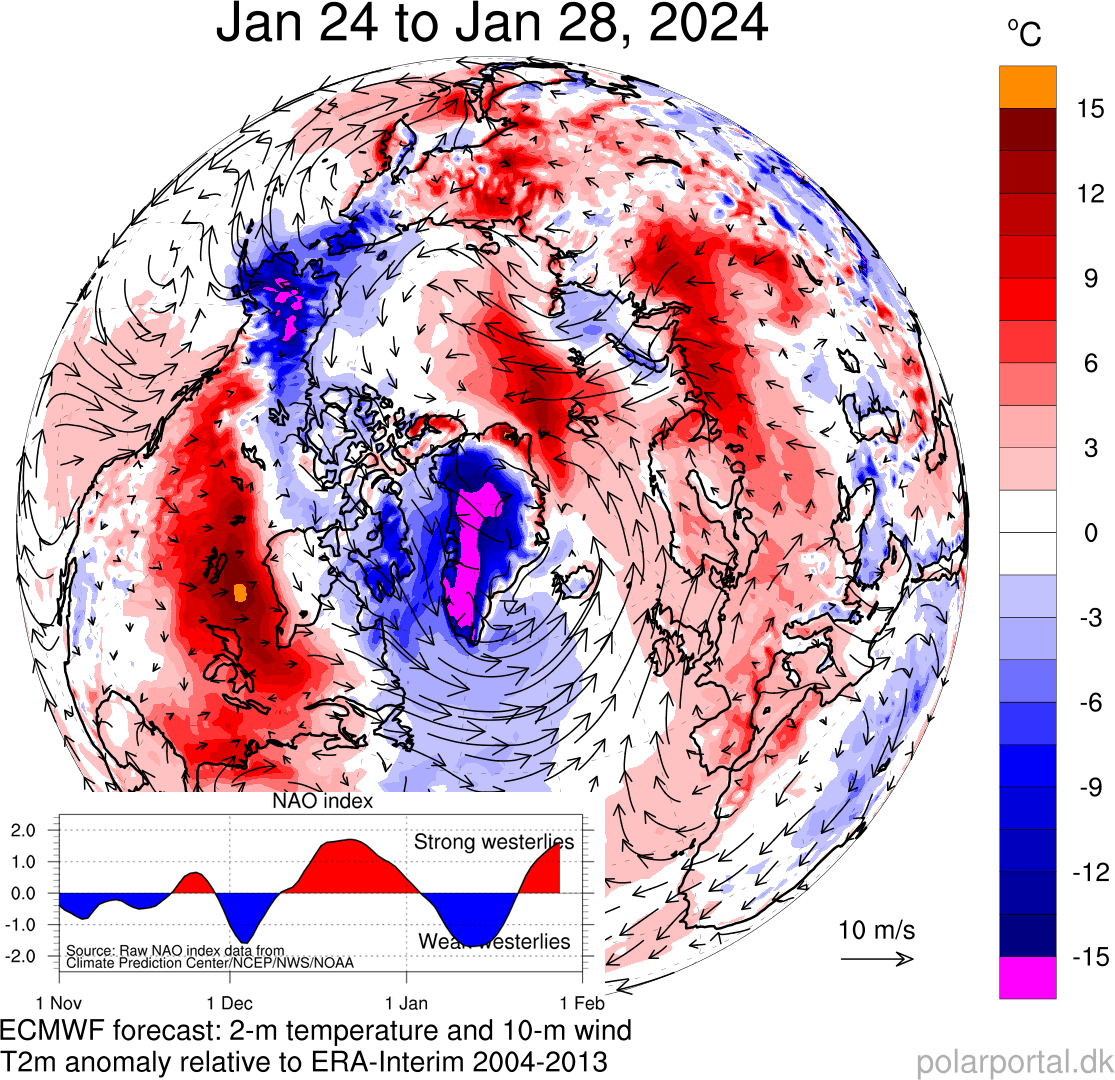 Jan 24 to Jan 28, 2024
ºC
15
12
9
6
3
0
-3
-6
-9
-12
-15
10 m/s
NAO index
2.0
1.0
0.0
-1.0
-2.0
Strong westerlies
Weak westerlies
Source: Raw NAO index data from
Climate Prediction Center/NCEP/NWS/NOAA
1 Nov
1 Dec
1 Jan
1 Feb
ECMWF forecast: 2-m temperature and 10-m wind
T2m anomaly relative to ERA-Interim 2004-2013
polarportal.dk